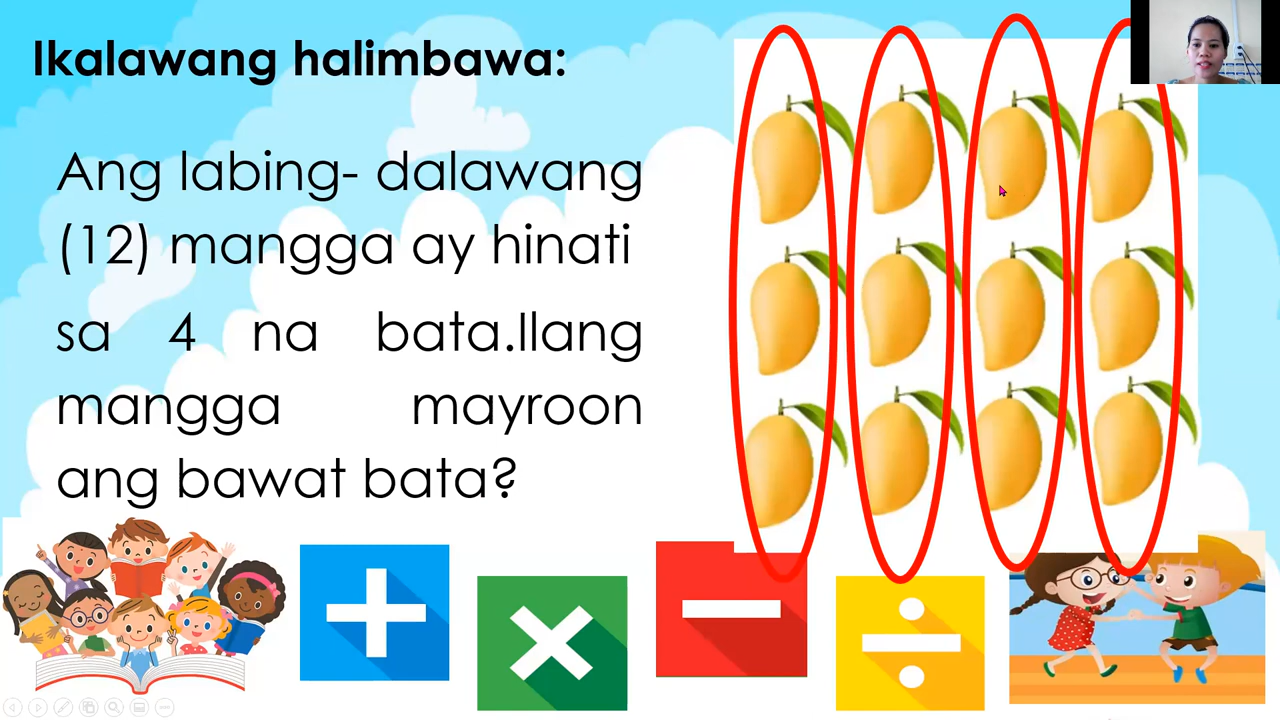 Ikalawang halimbawa:
Ang labing- dalawang
(12) mangga ay hinati
sa 4 na bata.Ilang
mangga mayroon
ang bawat bata?